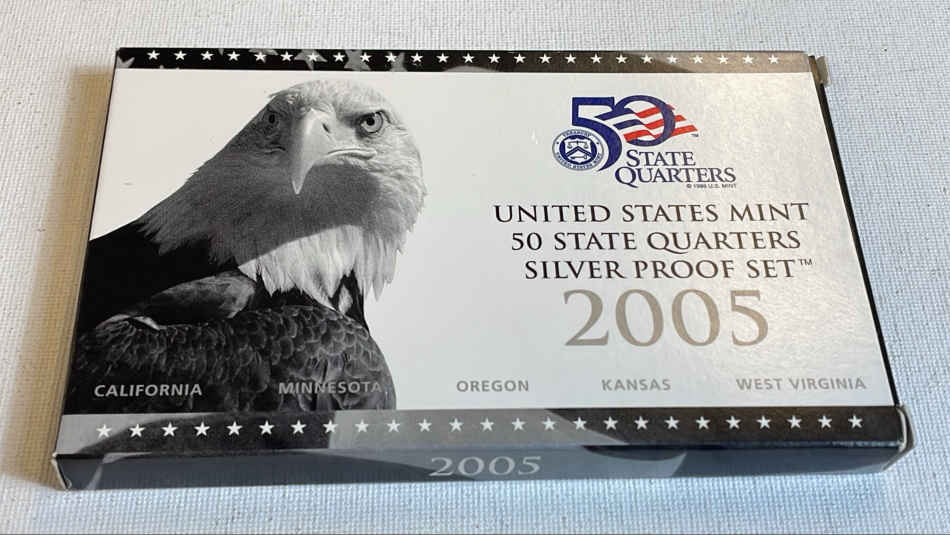 50
STATE
QUARTERS
© 1999 U.S. MINT
UNITED STATES MINT
50 STATE QUARTERS
SILVER PROOF SET™
2005
CALIFORNIA MINNESOTA OREGON KANSAS WEST VIRGINIA
2005